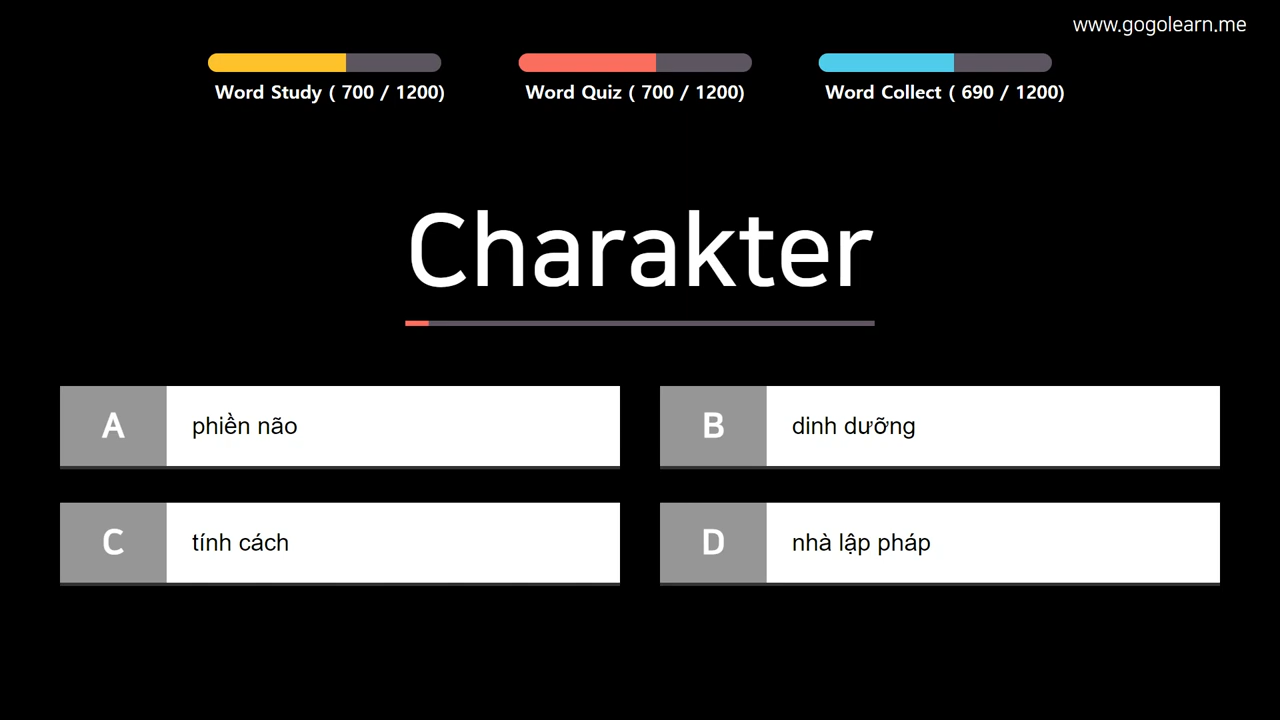 www.gogolearn.me
Word Study ( 700 / 1200)
Word Quiz ( 700 / 1200)
Word Collect ( 690 / 1200)
Charakter
A phiền não
B dinh dưỡng
C tính cách
D nhà lập pháp